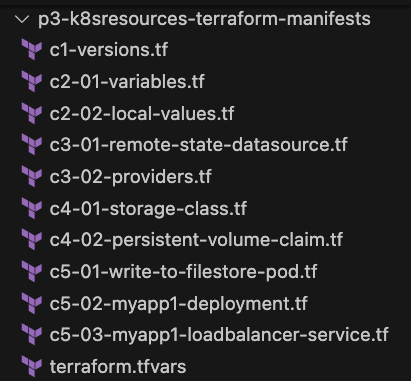 p3-k8sresources-terraform-manifests
c1-versions.tf
c2-01-variables.tf
c2-02-local-values.tf
c3-01-remote-state-datasource.tf
c3-02-providers.tf
c4-01-storage-class.tf
c4-02-persistent-volume-claim.tf
c5-01-write-to-filestore-pod.tf
c5-02-myapp1-deployment.tf
c5-03-myapp1-loadbalancer-service.tf
terraform.tfvars